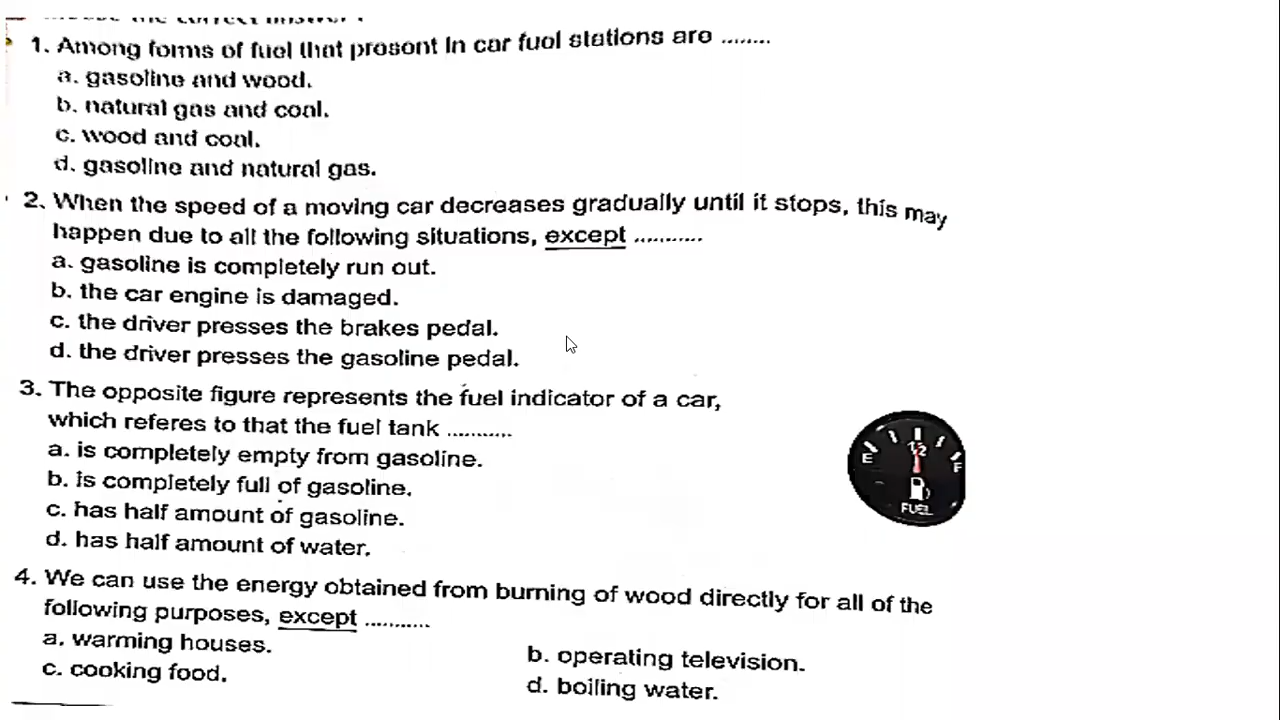 1. Among forms of fuel that present in car fuel stations are ........
a. gasoline and wood.
b. natural gas and coal.
c. wood and coal.
d. gasoline and natural gas.
2. When the speed of a moving car decreases gradually until it stops, this may
happen due to all the following situations, except ...........
a. gasoline is completely run out.
b. the car engine is damaged.
c. the driver presses the brakes pedal.
d. the driver presses the gasoline pedal.
3. The opposite figure represents the fuel indicator of a car,
which referes to that the fuel tank ...........
a. is completely empty from gasoline.
b. is completely full of gasoline.
c. has half amount of gasoline.
d. has half amount of water.
E 1/2 F
FUEL
4. We can use the energy obtained from burning of wood directly for all of the
following purposes, except ...........
a. warming houses.
b. operating television.
c. cooking food.
d. boiling water.